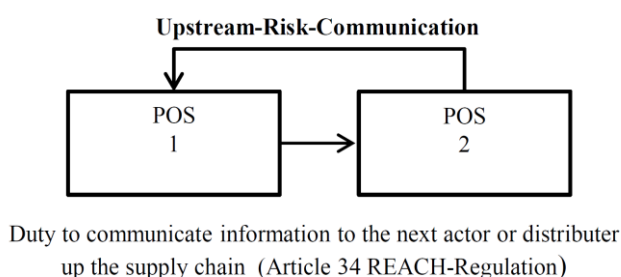 Upstream-Risk-Communication
POS
1
POS
2
Duty to communicate information to the next actor or distributer
up the supply chain (Article 34 REACH-Regulation)